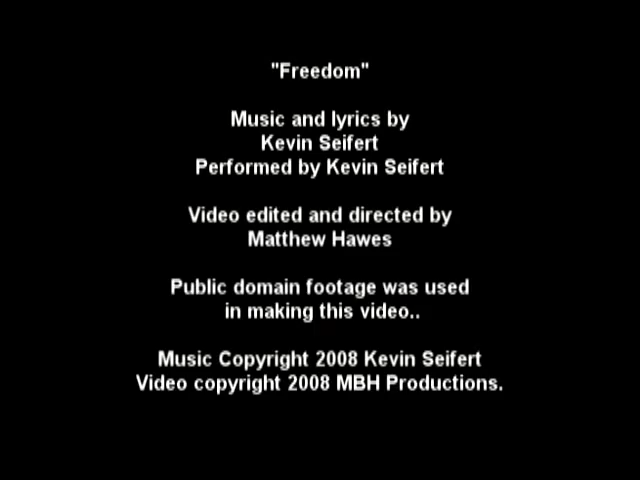 "Freedom"
Music and lyrics by
Kevin Seifert
Performed by Kevin Seifert
Video edited and directed by
Matthew Hawes
Public domain footage was used
in making this video..
Music Copyright 2008 Kevin Seifert
Video copyright 2008 MBH Productions.